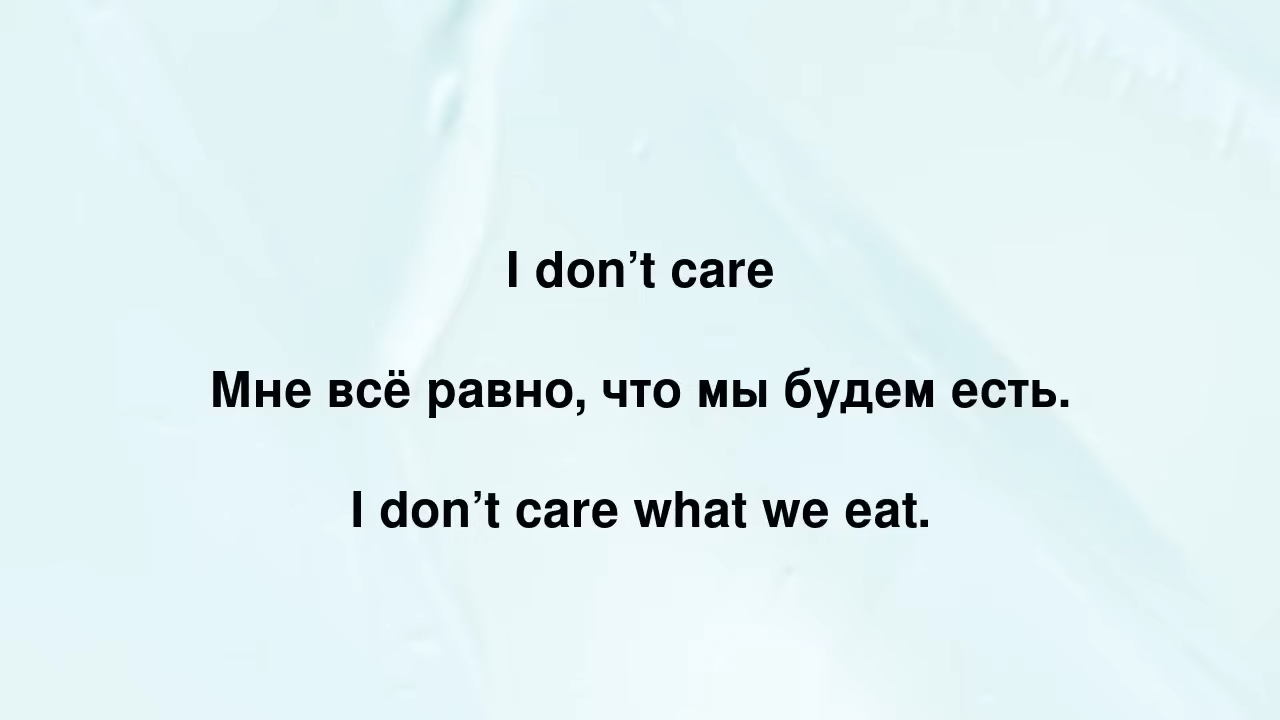 I don’t care
Мне всё равно, что мы будем есть.
I don’t care what we eat.